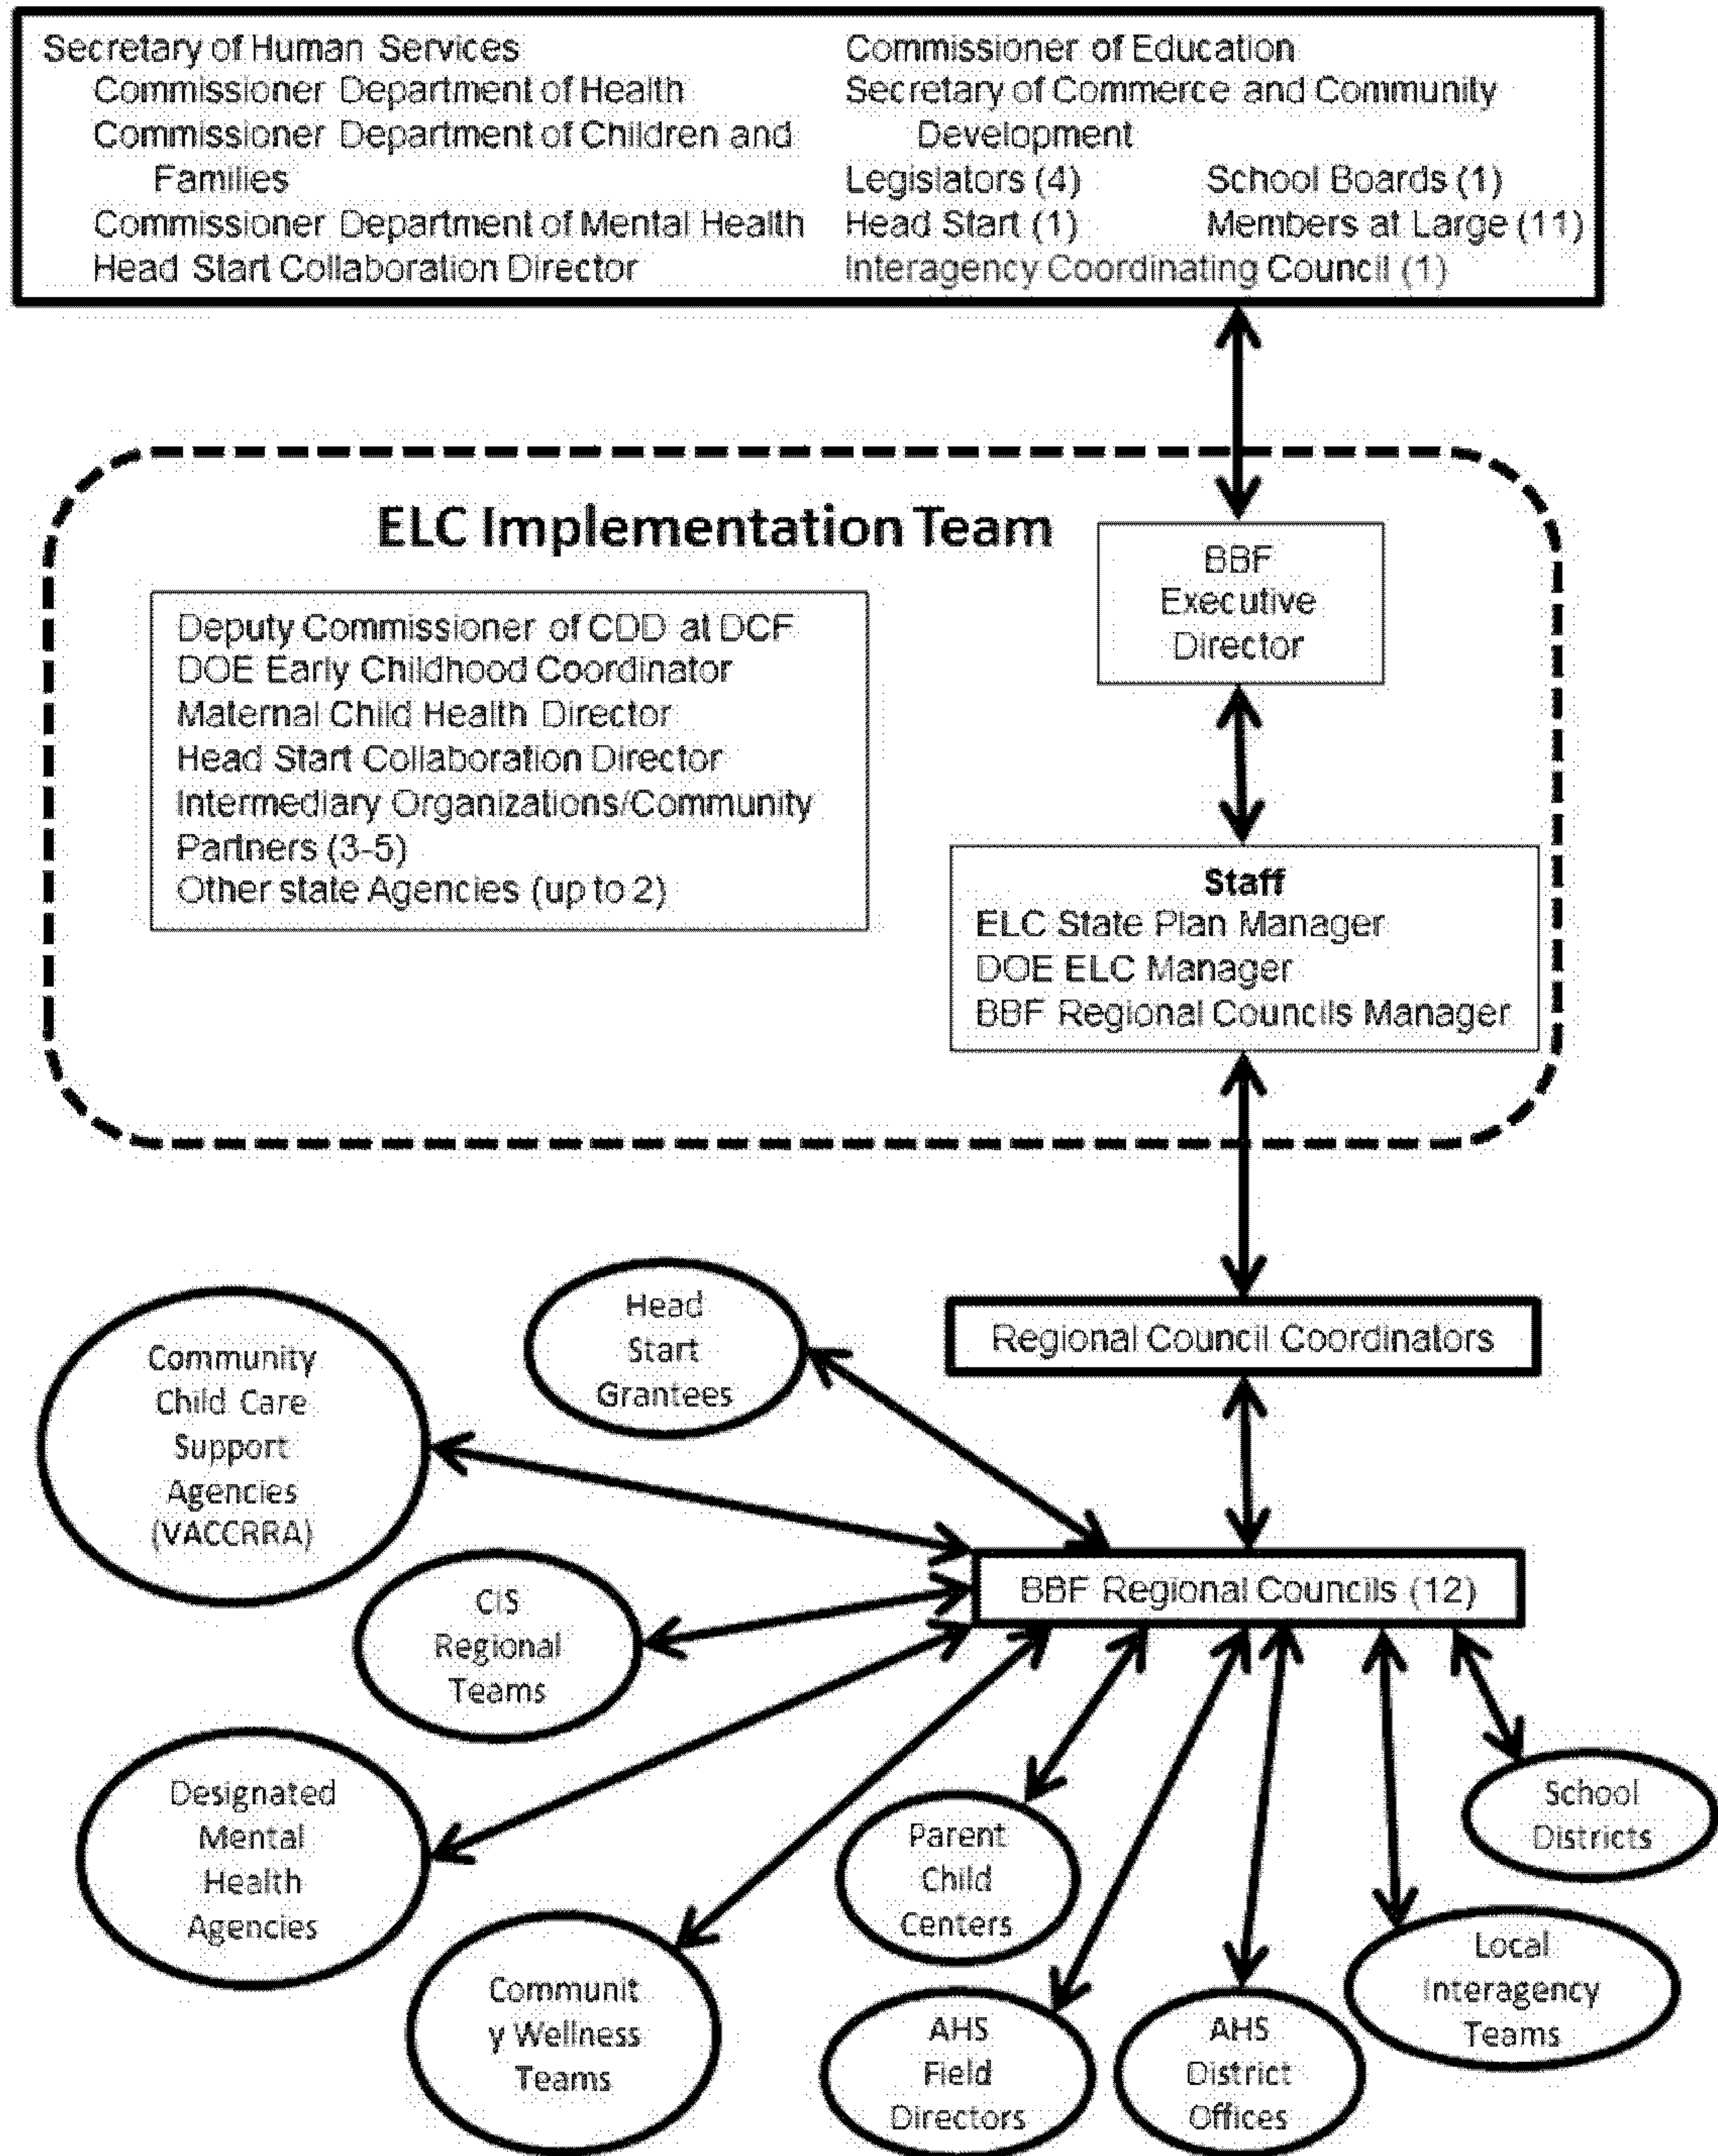 Secretary of Human Services
Commissioner Department of Health
Commissioner Department of Children and
Families
Commissioner Department of Mental Health
Head Start Collaboration Director
Commissioner of Education
Secretary of Commerce and Community
Development
Legislators (4) School Boards (1)
Head Start (1) Members at Large (11)
Interagency Coordinating Council (1)
ELC Implementation Team
Deputy Commissioner of CDD at DCF
DOE Early Childhood Coordinator
Maternal Child Health Director
Head Start Collaboration Director
Intermediary Organizations/Community
Partners (3-5)
Other state Agencies (up to 2)
BBF
Executive
Director
Staff
ELC State Plan Manager
DOE ELC Manager
BBF Regional Councils Manager
Regional Council Coordinators
Head
Start
Grantees
Community
Child Care
Support
Agencies
(VACCRRA)
BBF Regional Councils (12)
CIS
Regional
Teams
Designated
Mental
Health
Agencies
Communit
y Wellness
Teams
Parent
Child
Centers
AHS
Field
Directors
AHS
District
Offices
Local
Interagency
Teams
School
Districts